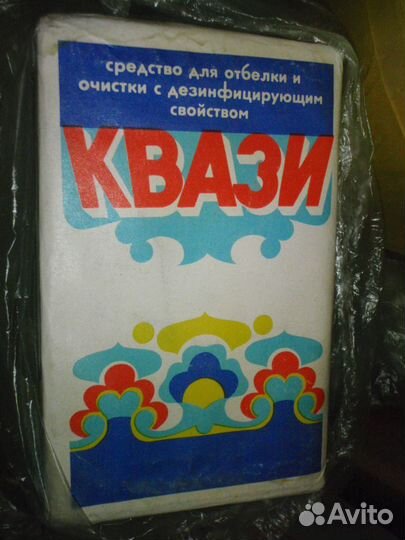 средство для отбелки и
очистки с дезинфицирующим
свойством
КВАЗИ
Avito